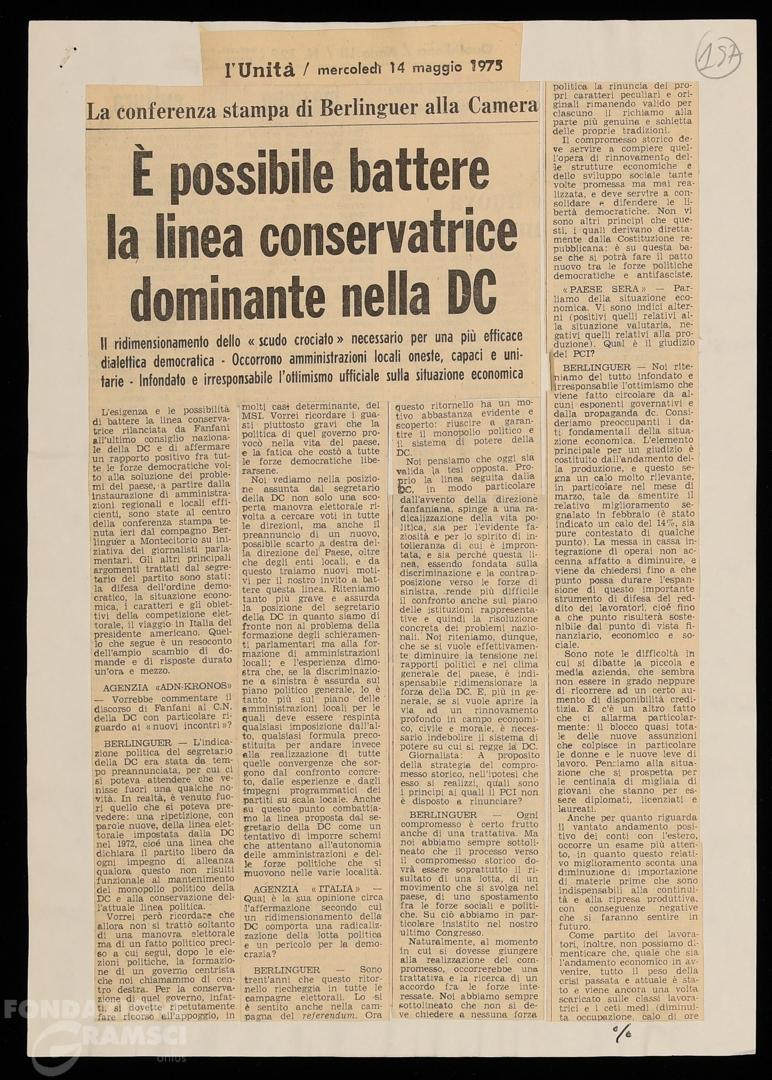 15A
l'Unità / mercoledì 14 maggio 1975
La conferenza stampa di Berlinguer alla Camera
È possibile battere
la linea conservatrice
dominante nella DC
Il ridimensionamento dello « scudo crociato » necessario per una più efficace
dialettica democratica - Occorrono amministrazioni locali oneste, capaci e uni-
tarie - Infondato e irresponsabile l'ottimismo ufficiale sulla situazione economica
L'esigenza e le possibilità
di battere la linea conserva-
trice rilanciata da Fanfani
all'ultimo consiglio naziona-
le della DC e di affermare
un rapporto positivo fra tut-
te le forze democratiche vol-
to alla soluzione dei proble-
mi del paese, a partire dalla
instaurazione di amministra-
zioni regionali e locali effi-
cienti, sono state al centro
della conferenza stampa te-
nuta ieri dal compagno Ber-
linguer a Montecitorio su ini-
ziativa dei giornalisti parla-
mentari. Gli altri principali
argomenti trattati dal segre-
tario del partito sono stati:
la difesa dell'ordine demo-
cratico, la situazione econo-
mica, i caratteri e gli obiet-
tivi della competizione elet-
torale, il viaggio in Italia del
presidente americano. Quel-
lo che segue è un resoconto
dell'ampio scambio di do-
mande e di risposte durato
un'ora e mezzo.
AGENZIA «ADN-KRONOS»
— Vorrebbe commentare il
discorso di Fanfani al C.N.
della DC con particolare ri-
guardo ai « nuovi incontri »?
BERLINGUER — L'indica-
zione politica del segretario
della DC era stata da tem-
po preannunciata, per cui ci
si poteva attendere che ve-
nisse fuori una qualche no-
vità. In realtà, è venuto fuo-
ri quello che si poteva pre-
vedere: una ripetizione, con
parole nuove, della linea elet-
torale impostata dalla DC
nel 1972, cioè una linea che
dichiara il partito libero da
ogni impegno di alleanza
qualora questo non risulti
funzionale al mantenimento
del monopolio politico della
DC e alla conservazione del-
l'attuale linea politica.
Vorrei però ricordare che
allora non si trattò soltanto
di una manovra elettorale
ma di un fatto politico preci-
so a cui seguì, dopo le ele-
zioni politiche, la formazio-
ne di un governo centrista
che noi chiamammo di cen-
tro destra. Per la conserva-
zione di quel governo, infat-
ti, si dovette ripetutamente
fare ricorso all'appoggio, in
molti casi determinante, del
MSI. Vorrei ricordare i gua-
sti piuttosto gravi che la
politica di quel governo pro-
vocò nella vita del paese,
e la fatica che costò a tutte
le forze democratiche libe-
rarsene.
Noi vediamo nella posizione
assunta dal segretario
della DC non solo una sco-
perta manovra elettorale ri-
volta a cercare voti in tut-
te le direzioni, ma anche il
preannuncio di un nuovo,
possibile scarto a destra del-
la direzione del Paese, oltre
che degli enti locali, e da
questo traiamo nuovi moti-
vi per il nostro invito a bat-
tere questa linea. Riteniamo
tanto più grave e assurda
la posizione del segretario
della DC in quanto siamo di
fronte non al problema della
formazione degli schieramen-
ti parlamentari ma alla for-
mazione di amministrazioni
locali; e l'esperienza dimo-
stra che, se la discriminazio-
ne a sinistra è assurda sul
piano politico generale, lo è
tanto più sul piano delle
amministrazioni locali per le
quali deve essere respinta
qualsiasi imposizione dall'al-
to, qualsiasi formula preco-
stituita per andare invece
alla realizzazione di tutte
quelle convergenze che sor-
gono dal confronto concre-
to, dalle esperienze e dagli
impegni programmatici dei
partiti su scala locale. Anche
su questo punto combattia-
mo la linea proposta dal se-
gretario della DC come un
tentativo di imporre schemi
che attentano all'autonomia
delle amministrazioni e del-
le forze politiche che si
muovono nelle varie località.
AGENZIA « ITALIA » —
Qual è la sua opinione circa
l'affermazione secondo cui
un ridimensionamento della
DC comporta una radicaliz-
zazione della lotta politica
e un pericolo per la demo-
crazia?
BERLINGUER — Sono
trent'anni che questo ritor-
nello riecheggia in tutte le
campagne elettorali. Lo si
è sentito anche nella cam-
pagna del referendum. Ora
questo ritornello ha un mo-
tivo abbastanza evidente e
scoperto: riuscire a garan-
tire il monopolio politico e
il sistema di potere della
DC.
Noi pensiamo che oggi sia
valida la tesi opposta. Pro-
prio la linea seguita dalla
DC, in modo particolare
dall'avvento della direzione
fanfaniana, spinge a una ra-
dicalizzazione della vita po-
litica, sia per l'evidente fa-
ziosità e per lo spirito di in-
tolleranza di cui è impron-
tata, e sia perché questa li-
nea, essendo fondata sulla
discriminazione e la contrap-
posizione verso le forze di
sinistra, rende più difficile
il confronto anche sul piano
delle istituzioni rappresenta-
tive e quindi la risoluzione
concreta dei problemi nazio-
nali. Noi riteniamo, dunque,
che se si vuole effettivamen-
te diminuire la tensione nei
rapporti politici e nel clima
generale del paese, è indi-
spensabile ridimensionare la
forza della DC. E, più in ge-
nerale, se si vuole aprire la
via ad un rinnovamento
profondo in campo economi-
co, civile e morale, è neces-
sario indebolire il sistema di
potere su cui si regge la DC.
Giornalista: A proposito
della strategia del compro-
messo storico, nell'ipotesi che
esso si realizzi, quali sono
i principi ai quali il PCI non
è disposto a rinunciare?
BERLINGUER — Ogni
compromesso è certo frutto
anche di una trattativa. Ma
noi abbiamo sempre sottoli-
neato che il processo verso
il compromesso storico do-
vrà essere soprattutto il ri-
sultato di una lotta, di un
movimento che si svolge nel
paese, di uno spostamento
fra le forze sociali e politi-
che. Su ciò abbiamo in par-
ticolare insistito nel nostro
ultimo Congresso.
Naturalmente, al momento
in cui si dovesse giungere
alla realizzazione del com-
promesso, occorrerebbe una
trattativa e la ricerca di un
accordo fra le forze inte-
ressate. Noi abbiamo sempre
sottolineato che non si de-
ve chiedere a nessuna forza
politica la rinuncia dei pro-
pri caratteri peculiari e ori-
ginali rimanendo valido per
ciascuno il richiamo alla
parte più genuina e schietta
delle proprie tradizioni.
Il compromesso storico de-
ve servire a compiere quel-
l'opera di rinnovamento del-
le strutture economiche e
dello sviluppo sociale tante
volte promessa ma mai rea-
lizzata, e deve servire a con-
solidare e difendere le li-
bertà democratiche. Non vi
sono altri principi che que-
sti, i quali derivano diretta-
mente dalla Costituzione re-
pubblicana: è su questa ba-
se che si potrà fare il patto
nuovo tra le forze politiche
democratiche e antifasciste.
«PAESE SERA» — Par-
liamo della situazione eco-
nomica. Vi sono indici alter-
ni (positivi quelli relativi al-
la situazione valutaria, ne-
gativi quelli relativi alla pro-
duzione). Qual è il giudizio
del PCI?
BERLINGUER — Noi rite-
niamo del tutto infondato e
irresponsabile l'ottimismo che
viene fatto circolare da al-
cuni esponenti governativi e
dalla propaganda dc. Consi-
deriamo preoccupanti i da-
ti fondamentali della situa-
zione economica. L'elemento
principale per un giudizio è
costituito dall'andamento del-
la produzione, e questo se-
gna un calo molto rilevante,
in particolare nel mese di
marzo, tale da smentire il
relativo miglioramento se-
gnalato in febbraio (è stato
indicato un calo del 14%, sia
pure contestato di qualche
punto). La messa in cassa in-
tegrazione di operai non ac-
cenna affatto a diminuire, e
viene da chiedersi fino a che
punto possa durare l'espan-
sione di questo importante
strumento di difesa del red-
dito dei lavoratori, cioè fino
a che punto risulterà soste-
nibile dal punto di vista fi-
nanziario, economico e so-
ciale.
Sono note le difficoltà in
cui si dibatte la piccola e
media azienda, che sembra
non essere in grado neppure
di ricorrere ad un certo au-
mento di disponibilità credi-
tizia. E c'è un altro fatto
che ci allarma particolar-
mente: il blocco quasi tota-
le delle nuove assunzioni
che colpisce in particolare
le donne e le nuove leve di
lavoro. Pensiamo alla situa-
zione che si prospetta per
le centinaia di migliaia di
giovani che stanno per es-
sere diplomati, licenziati e
laureati.
Anche per quanto riguarda
il vantato andamento posi-
tivo dei conti con l'estero,
occorre un esame più atten-
to, in quanto questo relati-
vo miglioramento sconta una
diminuzione di importazione
di materie prime che sono
indispensabili alla continui-
tà e alla ripresa produttiva,
con conseguenze negative
che si faranno sentire in
futuro.
Come partito dei lavora-
tori, inoltre, non possiamo di-
menticare che, quale che sia
l'andamento economico in av-
venire, tutto il peso della
crisi passata e attuale è sta-
to e viene ancora una volta
scaricato sulle classi lavora-
trici e i ceti medi (diminui-
ta occupazione, calo di ore
%
FONDAZIONE
GRAMSCI
onlus